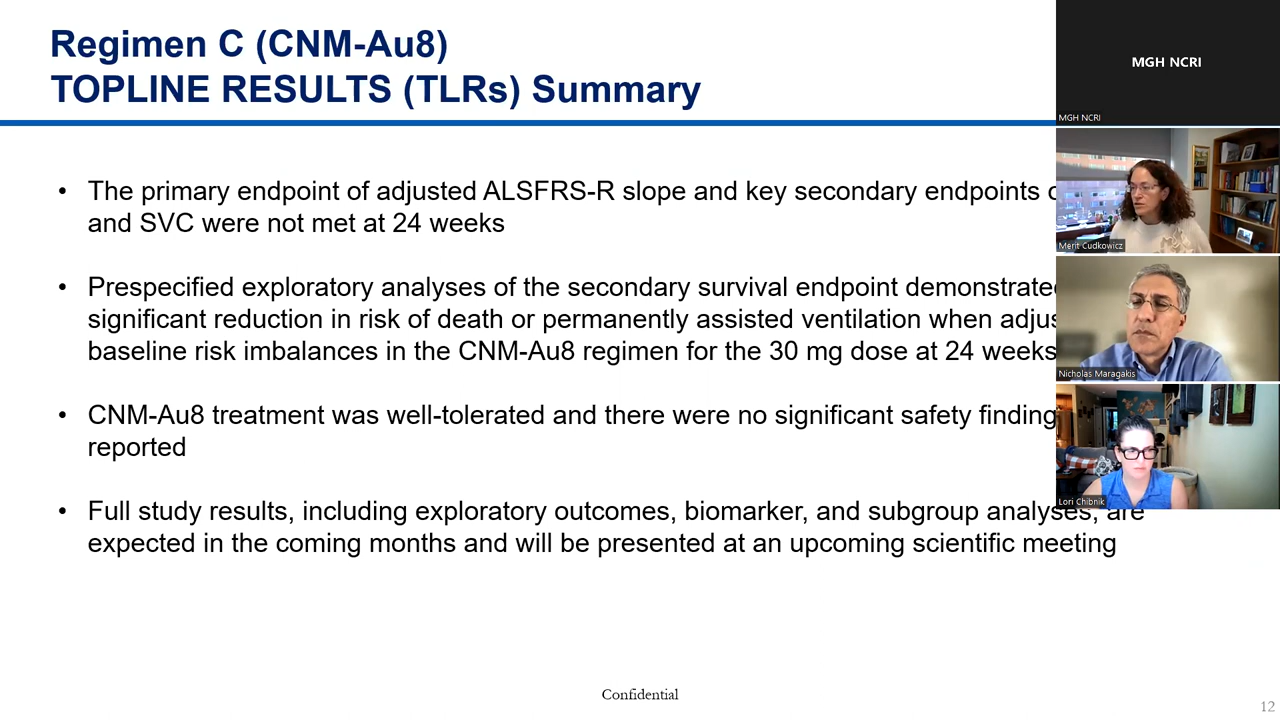 Regimen C (CNM-Au8)
TOPLINE RESULTS (TLRs) Summary
• The primary endpoint of adjusted ALSFRS-R slope and key secondary endpoints
and SVC were not met at 24 weeks
• Prespecified exploratory analyses of the secondary survival endpoint demonstrated
significant reduction in risk of death or permanently assisted ventilation when
baseline risk imbalances in the CNM-Au8 regimen for the 30 mg dose at 24 weeks
• CNM-Au8 treatment was well-tolerated and there were no significant safety
reported
• Full study results, including exploratory outcomes, biomarker, and subgroup analyses, are
expected in the coming months and will be presented at an upcoming scientific meeting
Confidential
12
MGH NCRI
MGH NCRI
Merit Cudkowicz
Nicholas Maragakis
Lori Chibnik